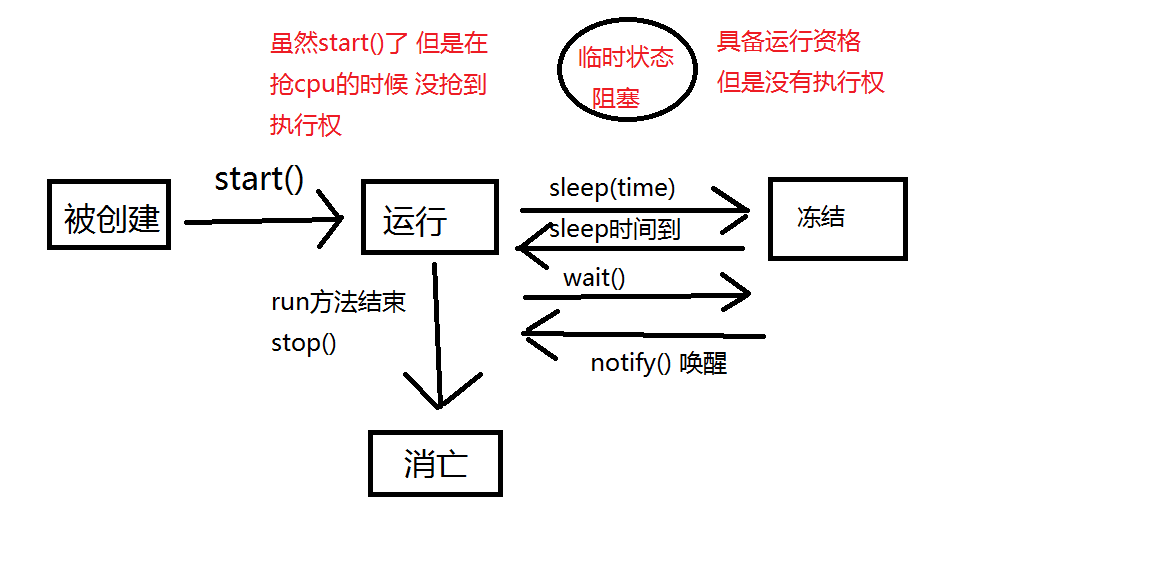 虽然start()了 但是在
抢cpu的时候 没抢到
执行权
临时状态
阻塞
具备运行资格
但是没有执行权
被创建
start()
运行
sleep(time)
sleep时间到
冻结
wait()
notify() 唤醒
run方法结束
stop()
消亡